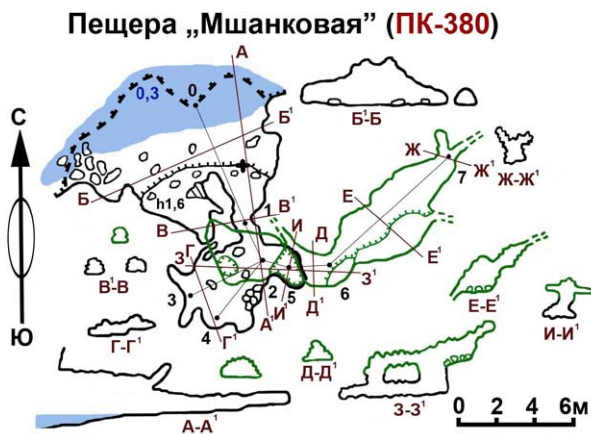 Пещера „Мшанковая” (ПК-380)
А
0
0,3
С
Б¹
Б¹-Б
Ж
Ж¹
7
Ж-Ж¹
Б
h1,6
В¹
1
Е
В
И
Д
Г
З
З¹
Е¹
В¹-В
3
2
5
6
А¹
И¹
Д¹
Е-Е¹
И-И¹
Ю
4
Г¹
Г-Г¹
Д-Д¹
З-З¹
А-А¹
0 2 6м